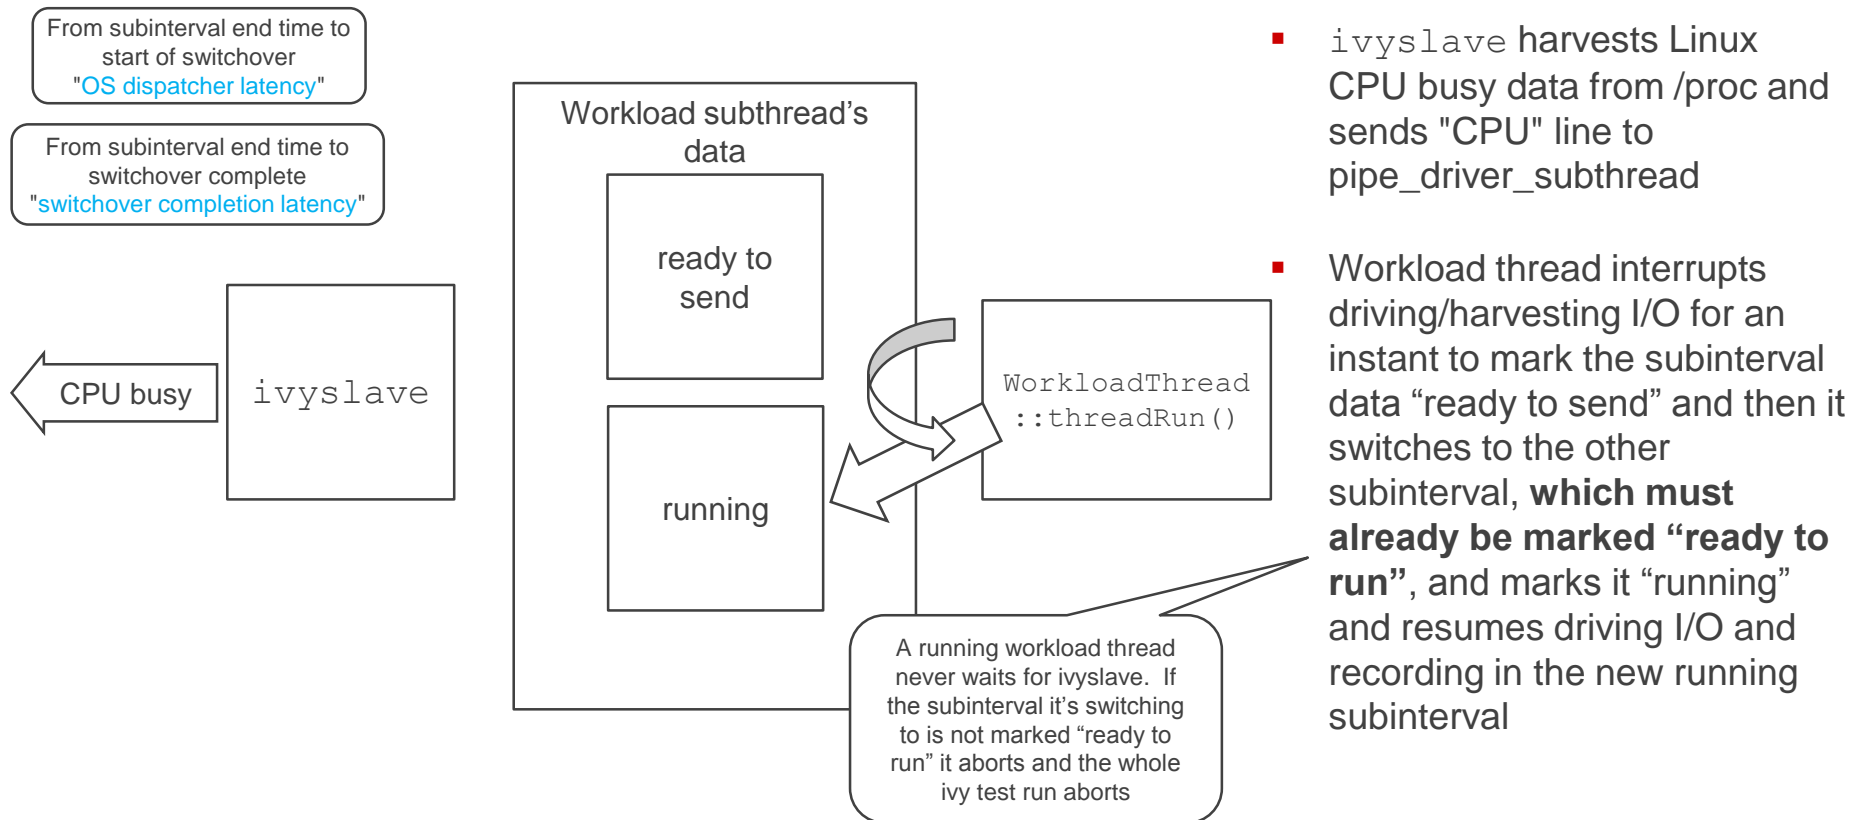 From subinterval end time to
start of switchover
"OS dispatcher latency"
From subinterval end time to
switchover complete
"switchover completion latency"
CPU busy
ivyslave
Workload subthread’s
data
ready to
send
running
WorkloadThread
::threadRun()
A running workload thread
never waits for ivyslave.  If
the subinterval it’s switching
to is not marked “ready to
run” it aborts and the whole
ivy test run aborts
▪ ivyslave harvests Linux
CPU busy data from /proc and
sends "CPU" line to
pipe_driver_subthread
▪ Workload thread interrupts
driving/harvesting I/O for an
instant to mark the subinterval
data “ready to send” and then it
switches to the other
subinterval, which must
already be marked “ready to
run”, and marks it “running”
and resumes driving I/O and
recording in the new running
subinterval